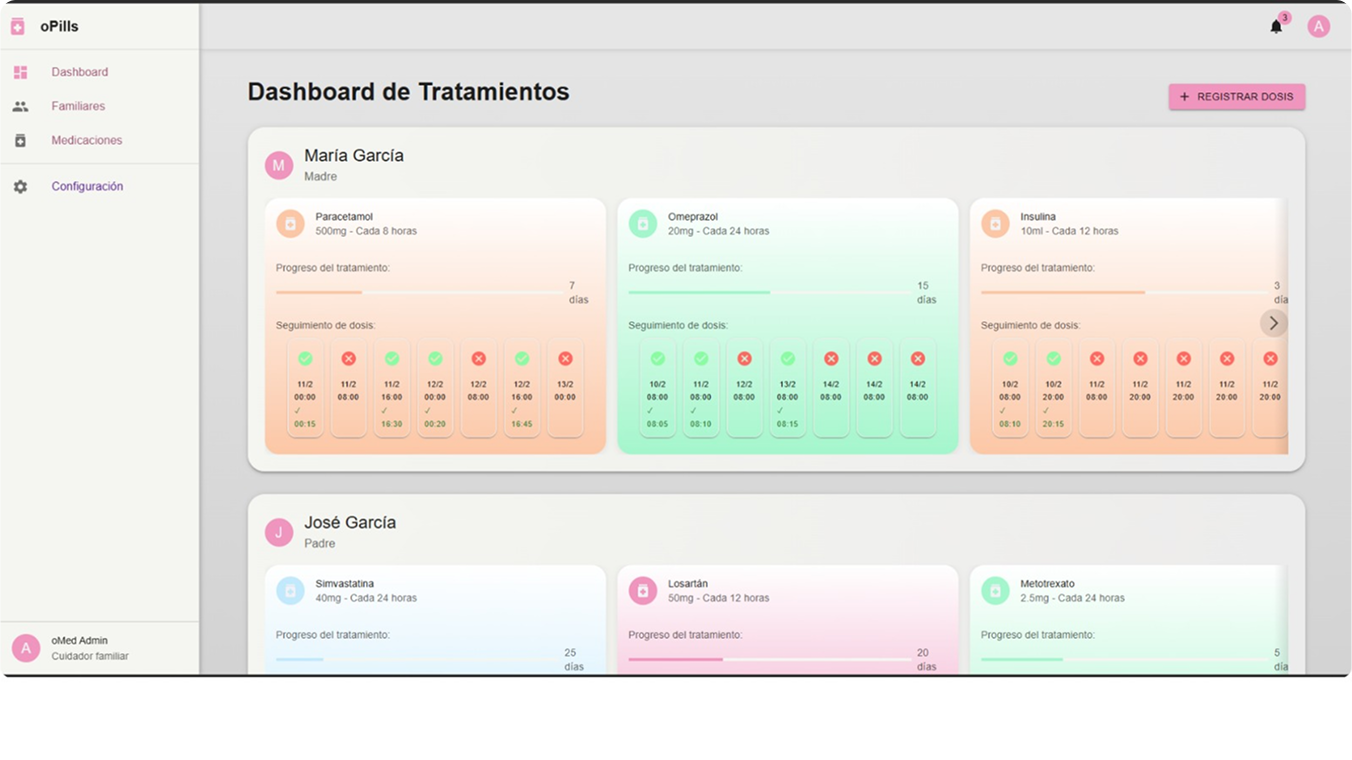 oPills
3
A
Dashboard
Familiares
Medicaciones
Configuración
Dashboard de Tratamientos
+ REGISTRAR DOSIS
M
María García
Madre
Paracetamol
500mg - Cada 8 horas
Progreso del tratamiento:
7
días
Seguimiento de dosis:
11/2 11/2 11/2 12/2 12/2 12/2 13/2
00:00 08:00 16:00 00:00 08:00 16:00 00:00
✓ ✓ ✓ ✓
00:15 16:30 00:20 16:45
Omeprazol
20mg - Cada 24 horas
Progreso del tratamiento:
15
días
Seguimiento de dosis:
10/2 11/2 12/2 13/2 14/2 14/2 14/2
08:00 08:00 08:00 08:00 08:00 08:00 08:00
✓ ✓ ✓
08:05 08:10 08:15
Insulina
10ml - Cada 12 horas
Progreso del tratamiento:
3
día
Seguimiento de dosis:
10/2 10/2 11/2 11/2 11/2 11/2 11/2
08:00 20:00 08:00 20:00 20:00 20:00 20:00
✓ ✓
08:10 20:15
J
José García
Padre
Simvastatina
40mg - Cada 24 horas
Progreso del tratamiento:
25
días
Losartán
50mg - Cada 12 horas
Progreso del tratamiento:
20
días
Metotrexato
2.5mg - Cada 24 horas
Progreso del tratamiento:
5
día
A
oMed Admin
Cuidador familiar